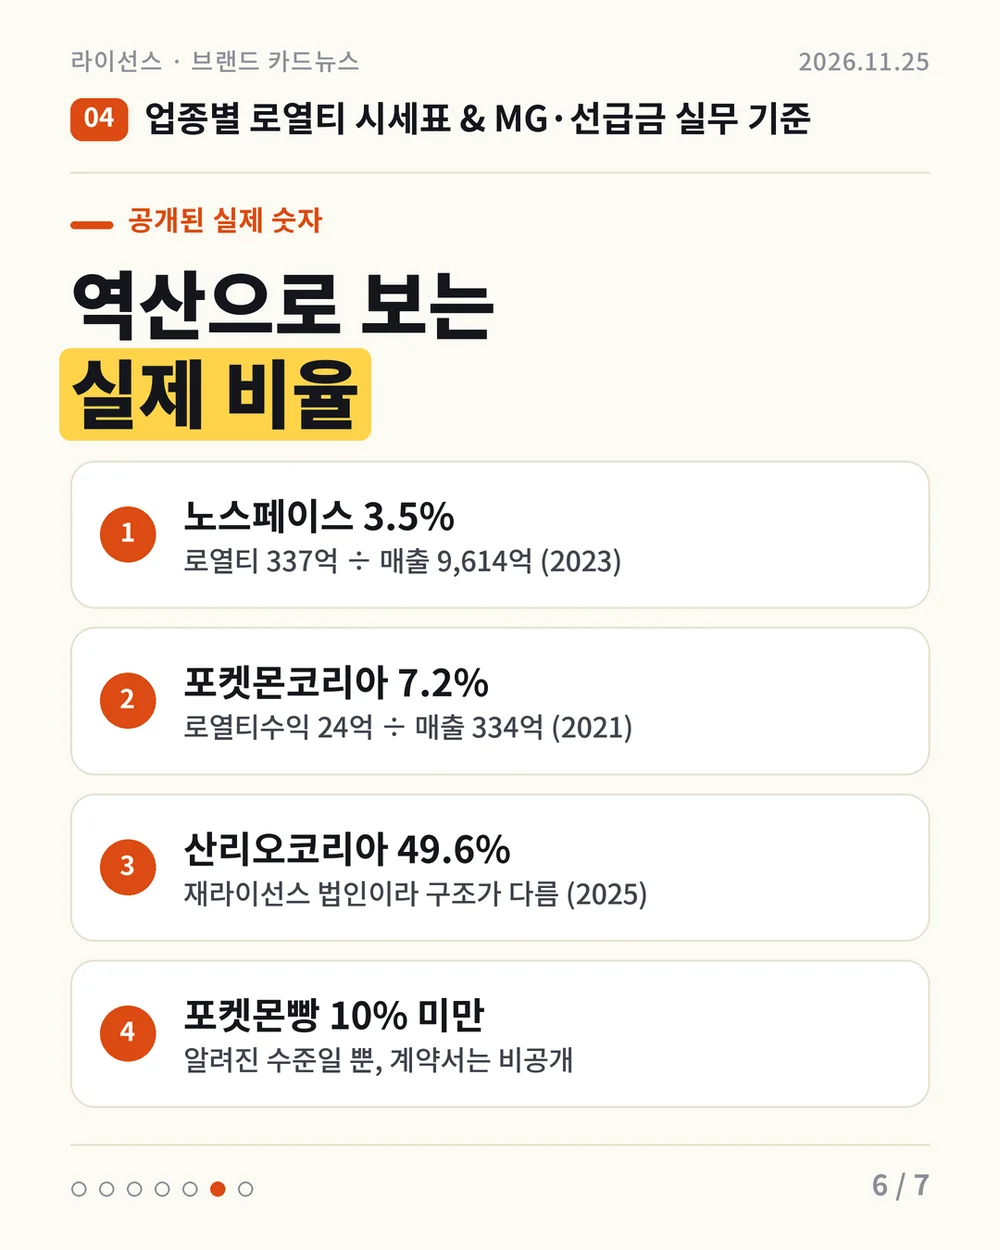 라이선스 · 브랜드 카드뉴스
2026.11.25
04 업종별 로열티 시세표 & MG·선급금 실무 기준
공개된 실제 숫자
역산으로 보는
실제 비율
1 노스페이스 3.5%
로열티 337억 ÷ 매출 9,614억 (2023)
2 포켓몬코리아 7.2%
로열티수익 24억 ÷ 매출 334억 (2021)
3 산리오코리아 49.6%
재라이선스 법인이라 구조가 다름 (2025)
4 포켓몬빵 10% 미만
알려진 수준일 뿐, 계약서는 비공개
6 / 7